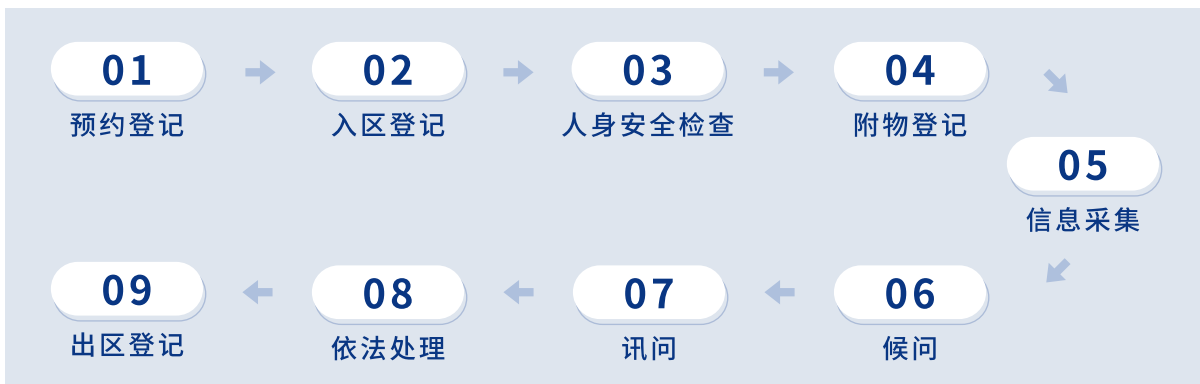 01
预约登记
02
入区登记
03
人身安全检查
04
附物登记
05
信息采集
06
候问
07
讯问
08
依法处理
09
出区登记